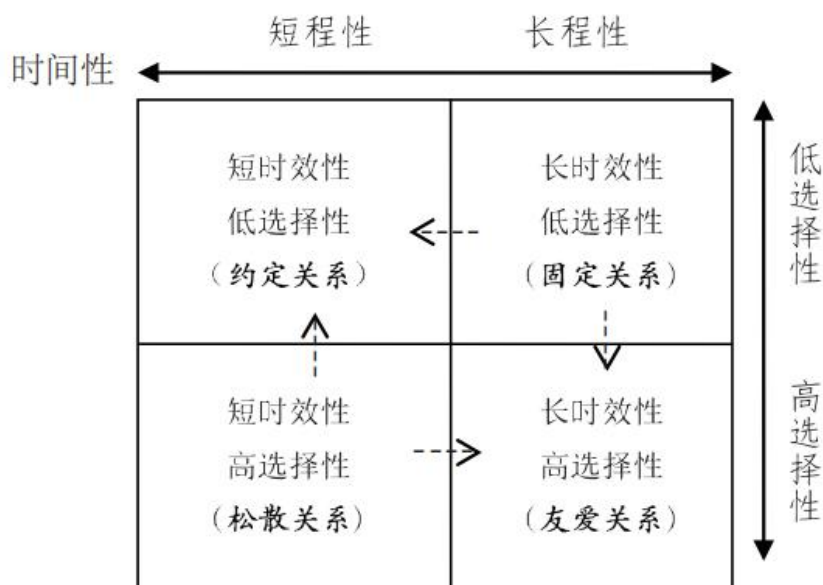 短程性 长程性
时间性
短时效性
低选择性
(约定关系)
长时效性
低选择性
(固定关系)
低选择性
短时效性
高选择性
(松散关系)
长时效性
高选择性
(友爱关系)
高选择性